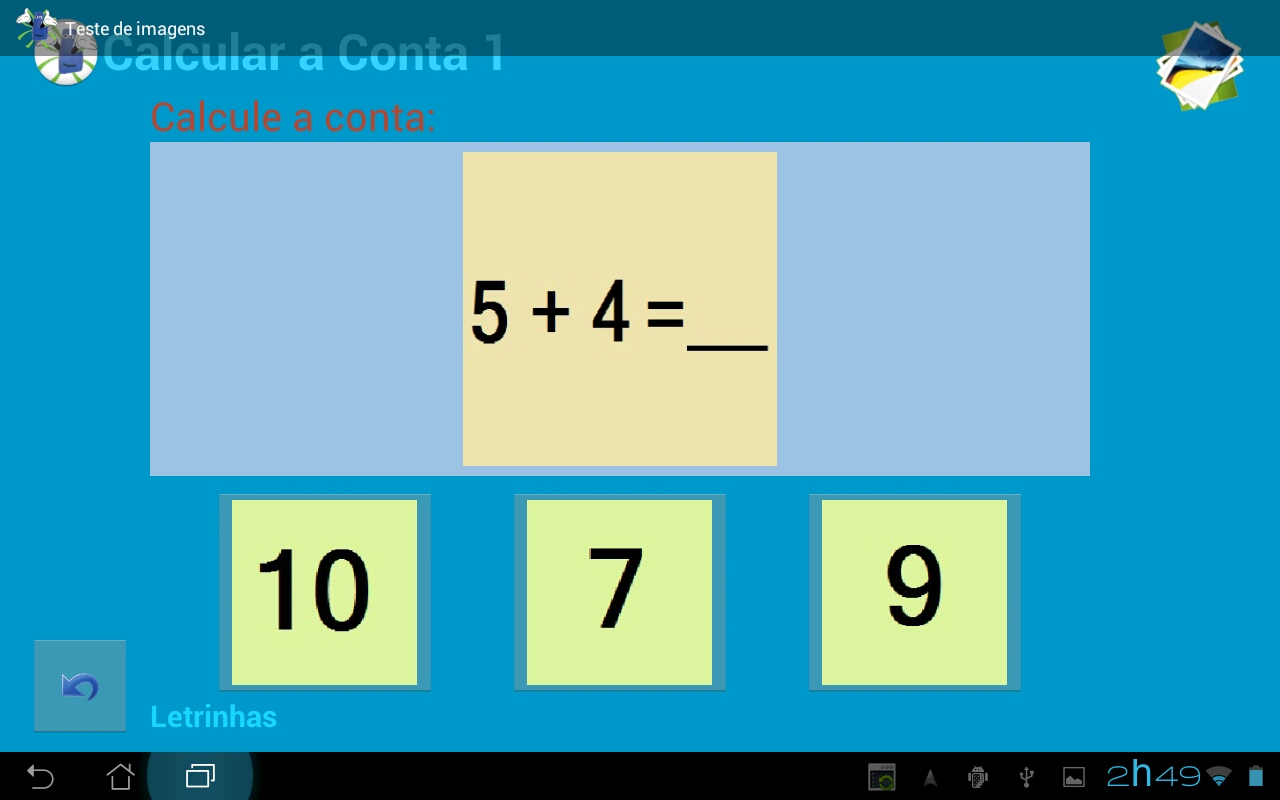 Teste de imagens
Calcular a Conta 1
Calcule a conta:
5 + 4 = __
10 7 9
Letrinhas
2h49